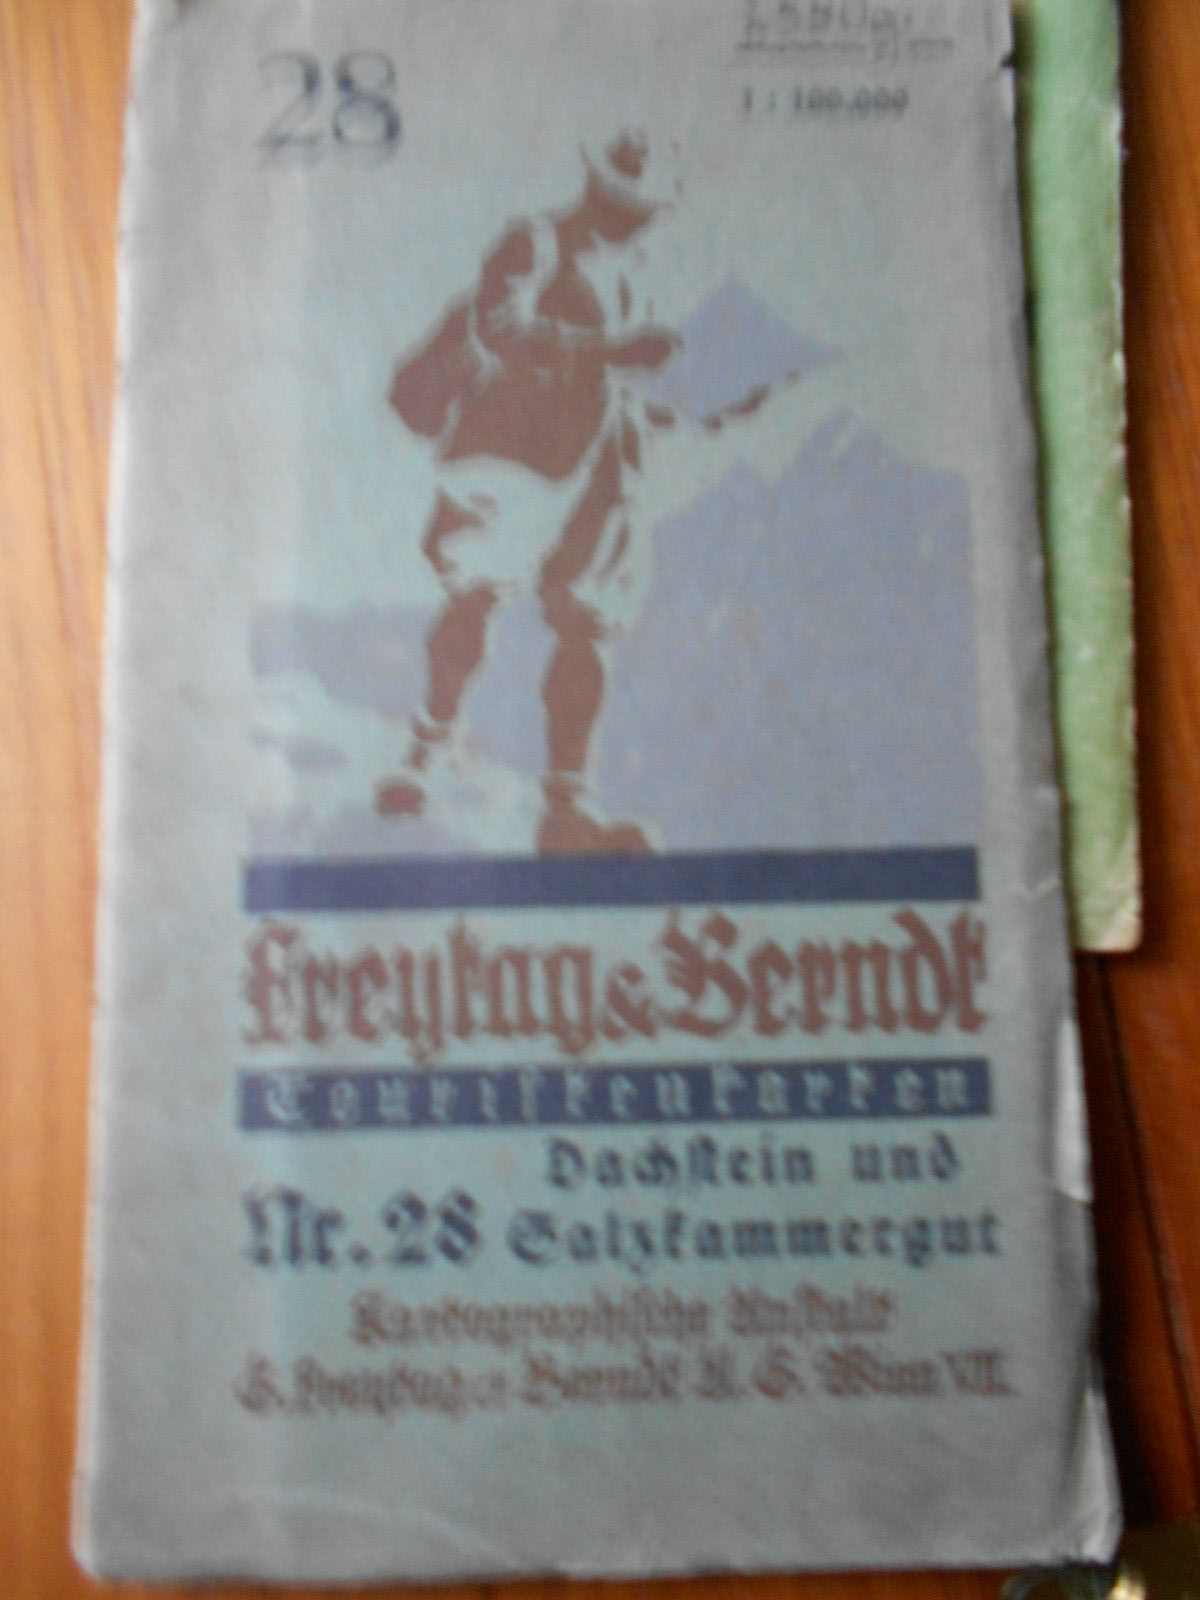 28
1 : 100.000
Freytag & Berndt
Touristenkarten
Dachstein und
Nr. 28 Salzkammergut
Kartographische Anstalt
G. Freytag & Berndt A. G. Wien VII.